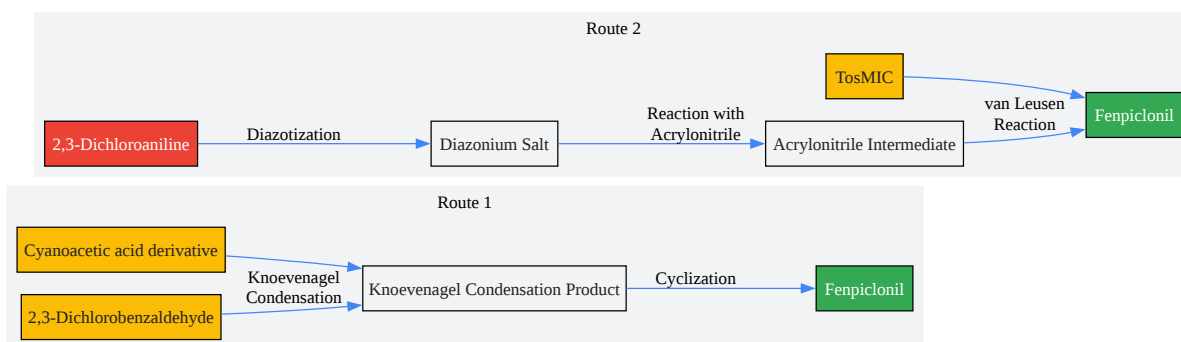 Route 2
TosMIC
2,3-Dichloroaniline
Diazotization
Diazonium Salt
Reaction with
Acrylonitrile
Acrylonitrile Intermediate
van Leusen
Reaction
Fenpiclonil
Route 1
Cyanoacetic acid derivative
2,3-Dichlorobenzaldehyde
Knoevenagel
Condensation
Knoevenagel Condensation Product
Cyclization
Fenpiclonil